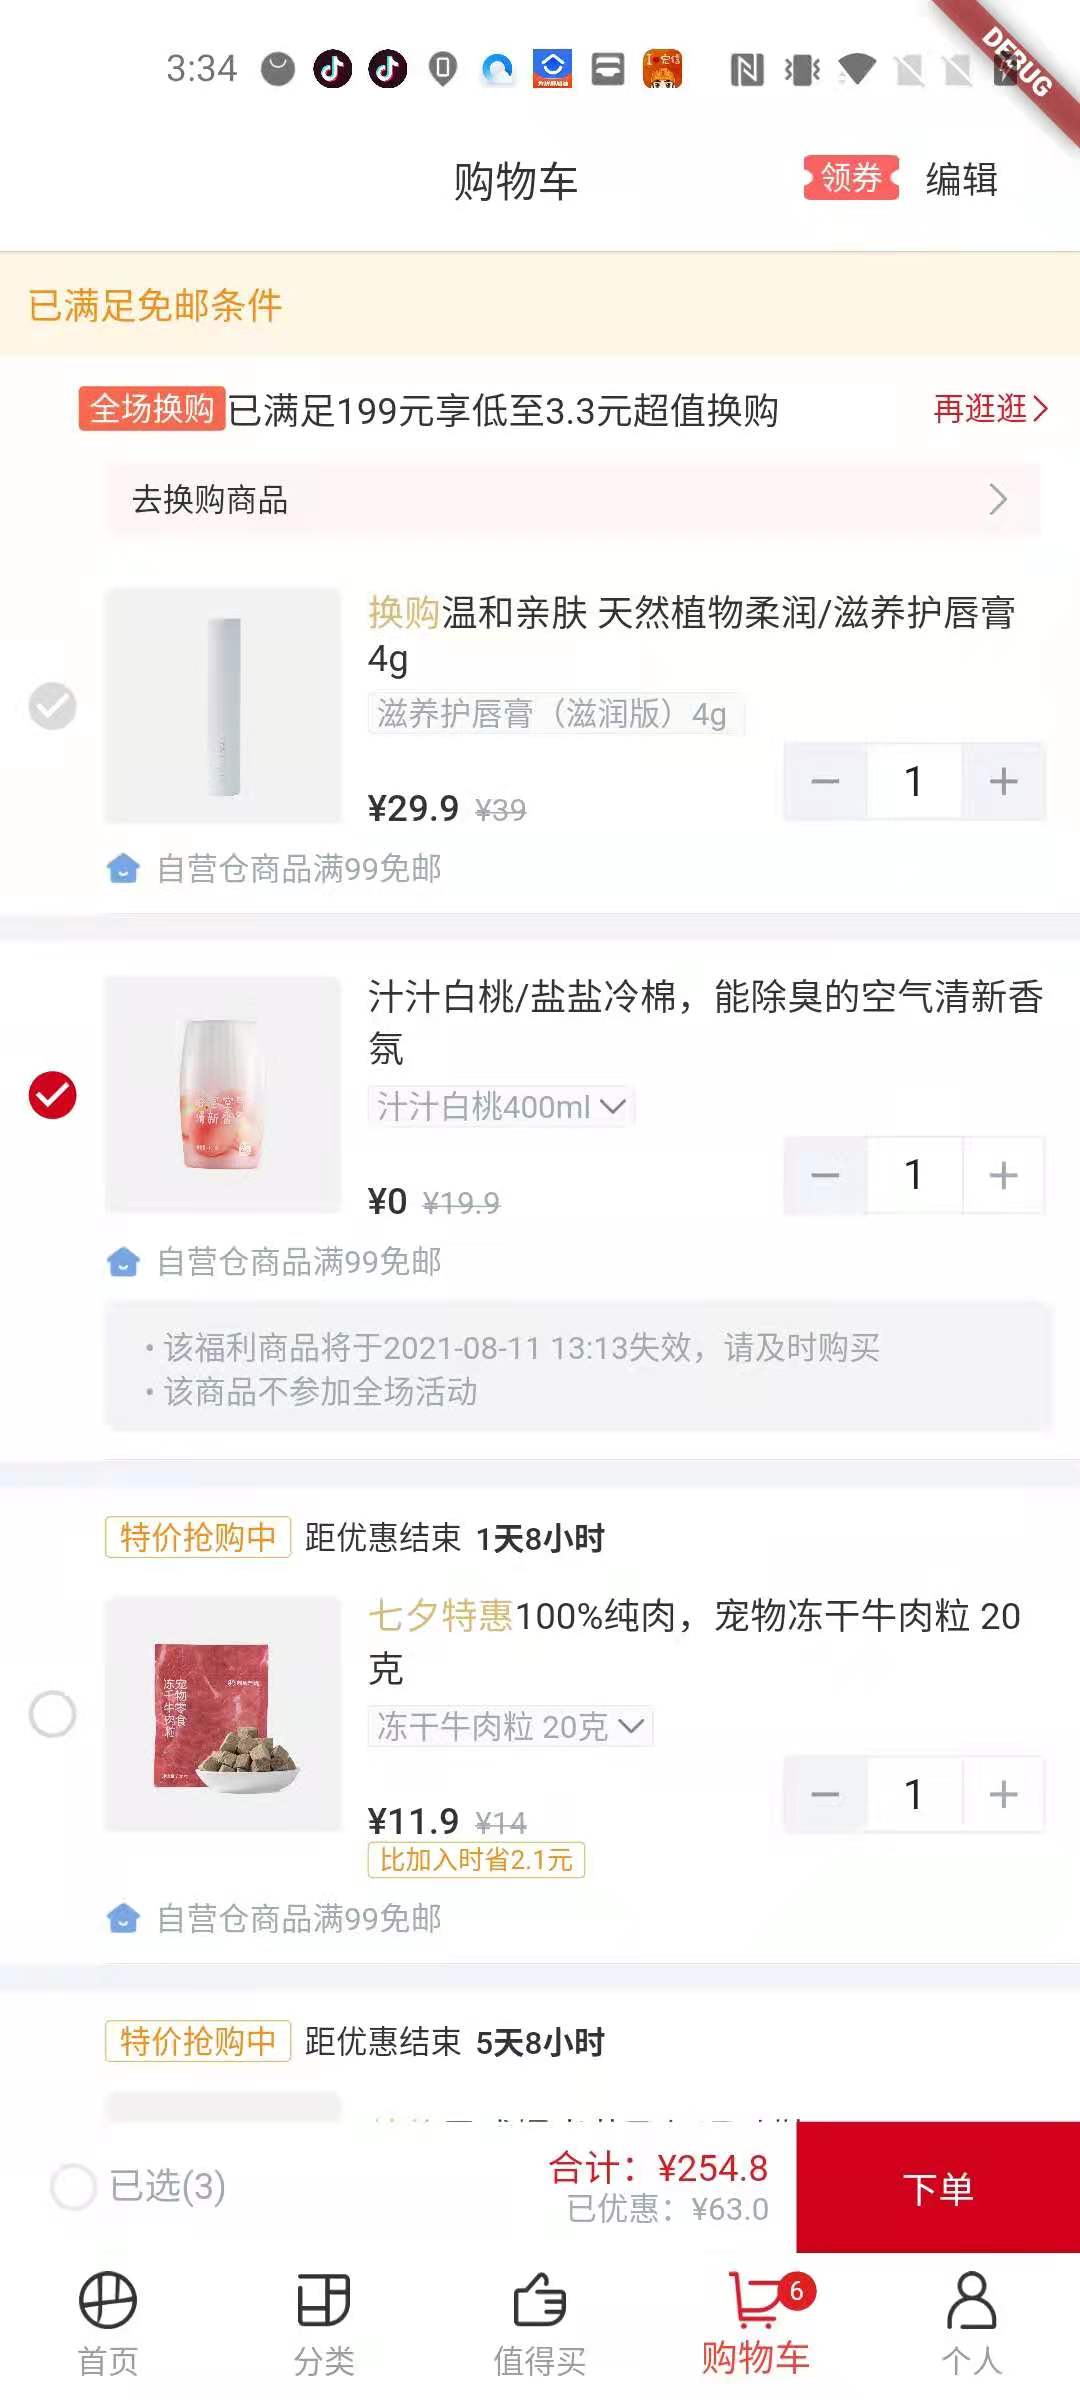 3:34
DEBUG
购物车
领券
编辑
已满足免邮条件
全场换购 已满足199元享低至3.3元超值换购
再逛逛
去换购商品
换购温和亲肤 天然植物柔润/滋养护唇膏
4g
滋养护唇膏（滋润版）4g
¥29.9 ¥39
1
自营仓商品满99免邮
汁汁白桃/盐盐冷棉，能除臭的空气清新香
氛
汁汁白桃400ml
¥0 ¥19.9
1
自营仓商品满99免邮
• 该福利商品将于2021-08-11 13:13失效，请及时购买
• 该商品不参加全场活动
特价抢购中 距优惠结束 1天8小时
七夕特惠100%纯肉，宠物冻干牛肉粒 20
克
宠物零食
冻干牛肉粒
冻干牛肉粒 20克
¥11.9 ¥14
1
比加入时省2.1元
自营仓商品满99免邮
特价抢购中 距优惠结束 5天8小时
已选(3)
合计：¥254.8
已优惠：¥63.0
下单
6
首页
分类
值得买
购物车
个人